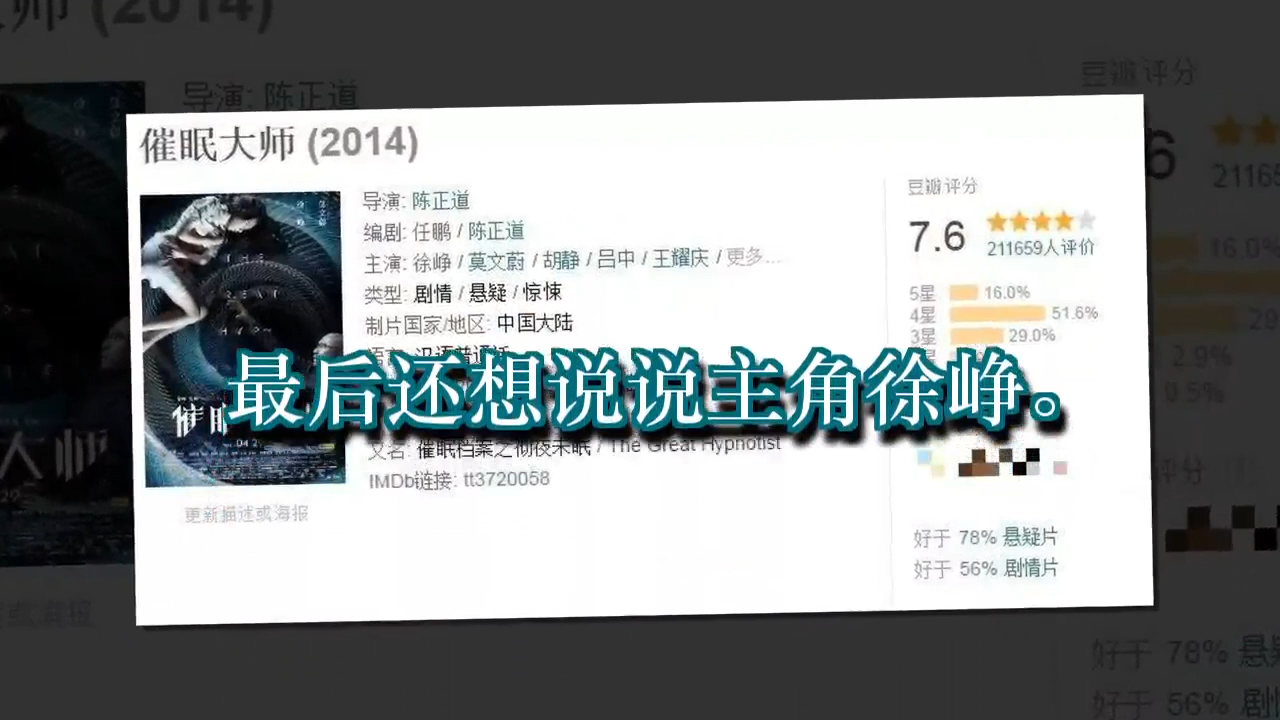 催眠大师 (2014)
导演: 陈正道
编剧: 任鹏 / 陈正道
主演: 徐峥 / 莫文蔚 / 胡静 / 吕中 / 王耀庆 / 更多...
类型: 剧情 / 悬疑 / 惊悚
制片国家/地区: 中国大陆
最后还想说说主角徐峥。
又名: 催眠档案之彻夜未眠 / The Great Hypnotist
IMDb链接: tt3720058
更新描述或海报
豆瓣评分
7.6
211659人评价
5星 16.0%
4星 51.6%
3星 29.0%
2.9%
0.5%
好于 78% 悬疑片
好于 56% 剧情片